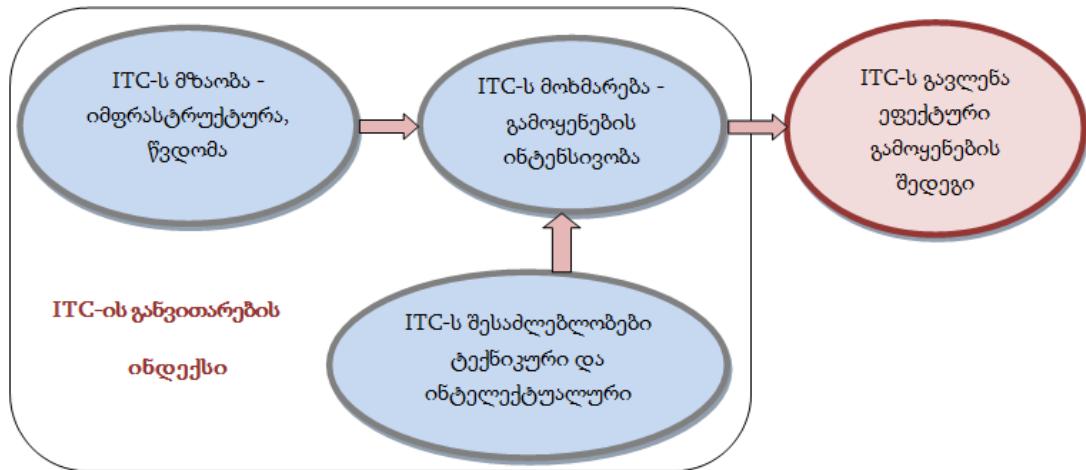 ITC-ს მზაობა -
იმფრასტრუქტურა,
წვდომა
ITC-ს მოხმარება -
გამოყენების
ინტენსივობა
ITC-ს გავლენა
ეფექტური
გამოყენების
შედეგი
ITC-ის განვითარების
ინდექსი
ITC-ს შესაძლებლობები
ტექნიკური და
ინტელექტუალური